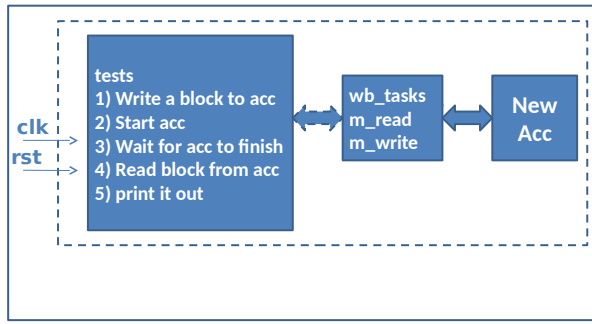 clk
rst
tests
1) Write a block to acc
2) Start acc
3) Wait for acc to finish
4) Read block from acc
5) print it out
wb_tasks
m_read
m_write
New
Acc